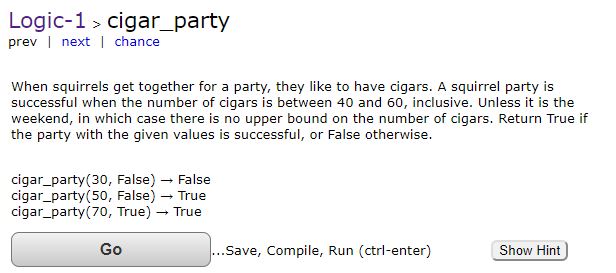 Logic-1 > cigar_party
prev | next | chance
When squirrels get together for a party, they like to have cigars. A squirrel party is
successful when the number of cigars is between 40 and 60, inclusive. Unless it is the
weekend, in which case there is no upper bound on the number of cigars. Return True if
the party with the given values is successful, or False otherwise.
cigar_party(30, False) → False
cigar_party(50, False) → True
cigar_party(70, True) → True
Go ...Save, Compile, Run (ctrl-enter) Show Hint